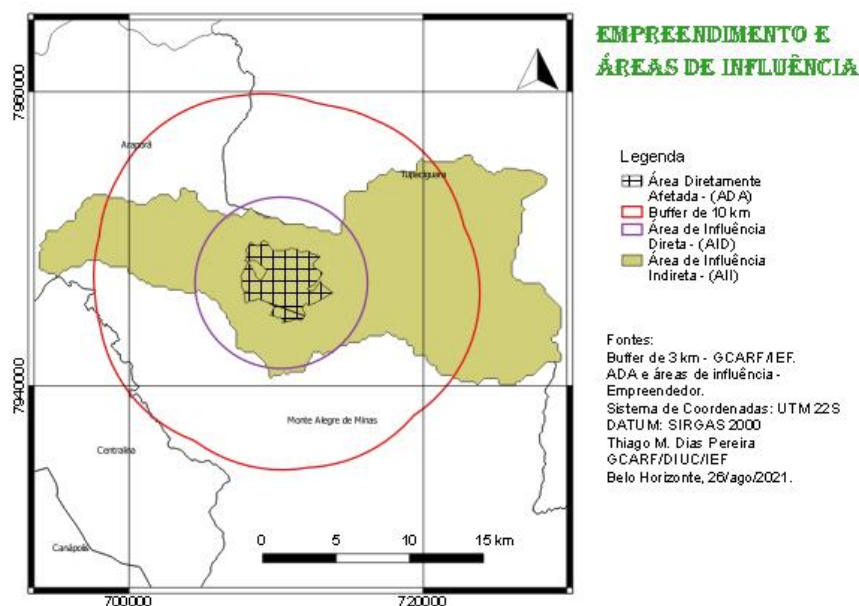 EMPREENDIMENTO E
ÁREAS DE INFLUÊNCIA
Legenda
Área Diretamente
Afetada - (ADA)
Buffer de 10 km
Área de Influência
Direta - (AID)
Área de Influência
Indireta - (AII)
Fontes:
Buffer de 3 km - GCARF/IEF.
ADA e áreas de influência -
Empreendedor.
Sistema de Coordenadas: UTM 22S
DATUM: SIRGAS 2000
Thiago M. Dias Pereira
GCARF/DIUC/IEF
Belo Horizonte, 26/ago/2021.
7960000
7940000
Araporã
Tupaciguara
Monte Alegre de Minas
Centralina
Canápolis
0 5 10 15 km
700000 720000